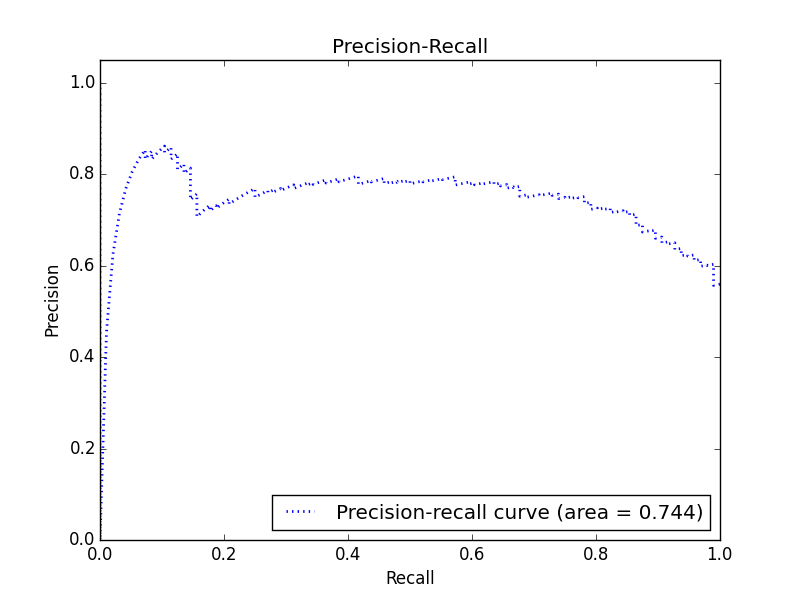 Precision-Recall
1.0
0.8
0.6
0.4
0.2
0.0
Precision
0.0 0.2 0.4 0.6 0.8 1.0
Recall
Precision-recall curve (area = 0.744)